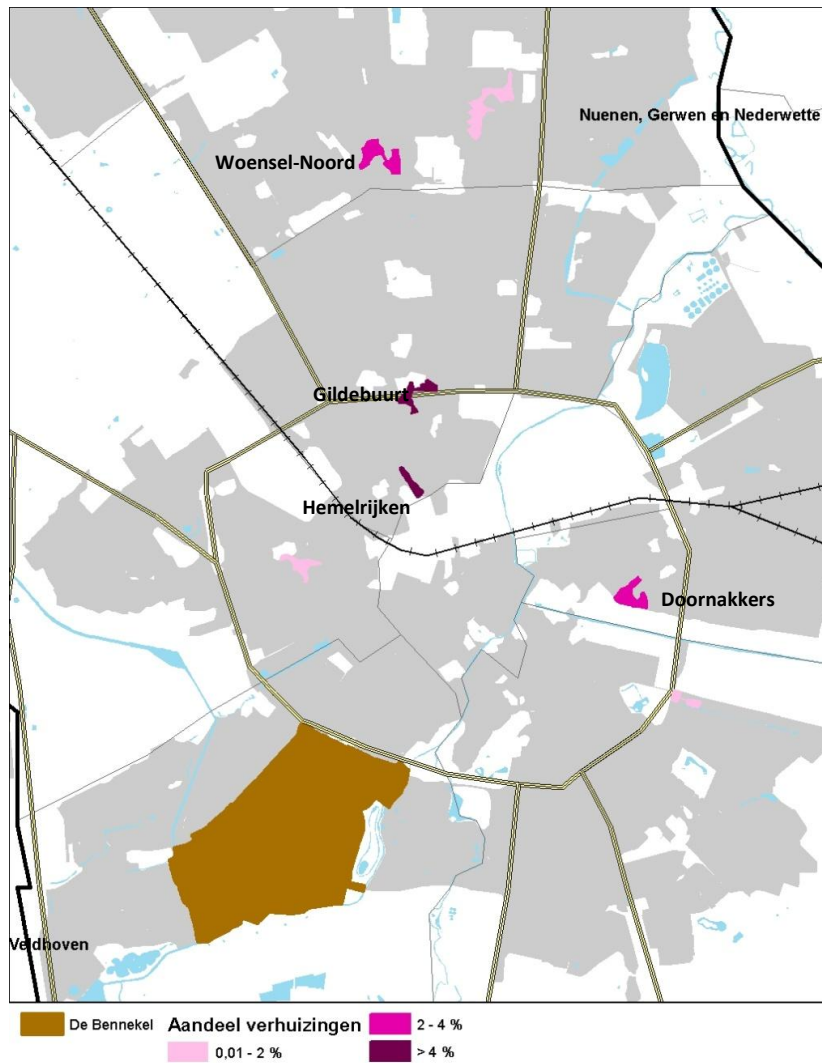 Nuenen, Gerwen en Nederwette
Woensel-Noord
Gildebuurt
Hemelrijken
Doornakkers
Veldhoven
De Bennekel
Aandeel verhuizingen
2 - 4 %
0,01 - 2 %
> 4 %